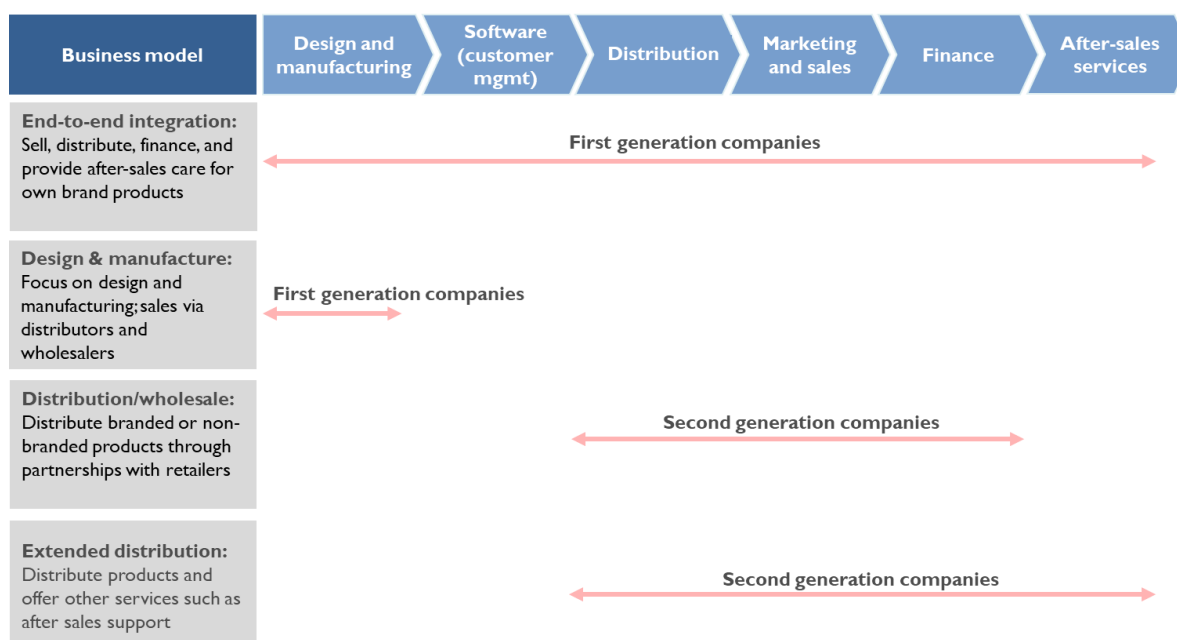 Business model
Design and
manufacturing
Software
(customer
mgmt)
Distribution
Marketing
and sales
Finance
After-sales
services
End-to-end integration:
Sell, distribute, finance, and
provide after-sales care for
own brand products
First generation companies
Design & manufacture:
Focus on design and
manufacturing; sales via
distributors and
wholesalers
First generation companies
Distribution/wholesale:
Distribute branded or non-
branded products through
partnerships with retailers
Second generation companies
Extended distribution:
Distribute products and
offer other services such as
after sales support
Second generation companies